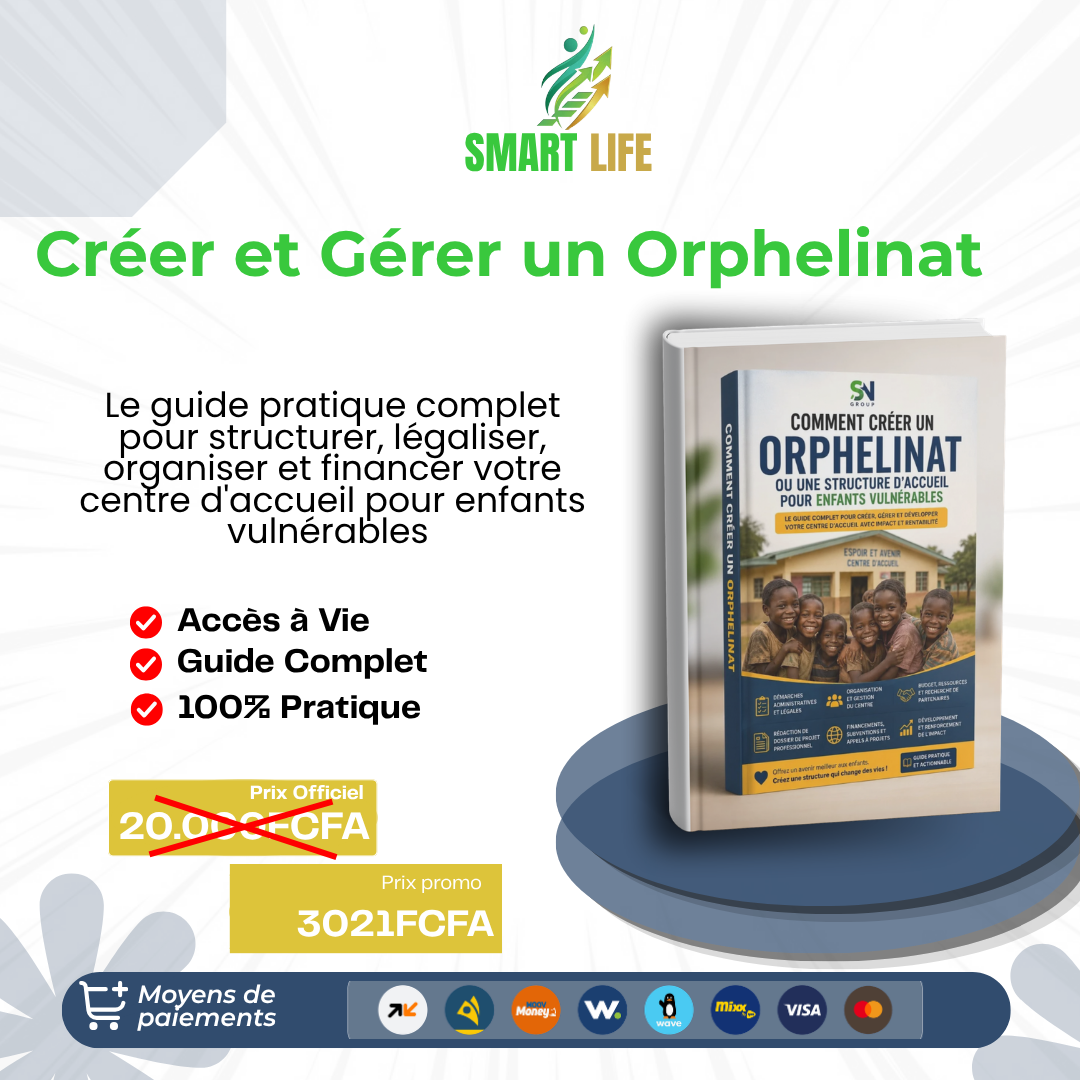 SMART LIFE
Créer et Gérer un Orphelinat
Le guide pratique complet
pour structurer, légaliser,
organiser et financer votre
centre d'accueil pour enfants
vulnérables
Accès à Vie
Guide Complet
100% Pratique
Prix Officiel
20.000FCFA
Prix promo
3021FCFA
COMMENT CRÉER UN ORPHELINAT
SN
GROUP
COMMENT CRÉER UN
ORPHELINAT
OU UNE STRUCTURE D'ACCUEIL
POUR ENFANTS VULNÉRABLES
LE GUIDE COMPLET POUR CRÉER, GÉRER ET DÉVELOPPER
VOTRE CENTRE D'ACCUEIL AVEC IMPACT ET RENTABILITÉ
ESPOIR ET AVENIR
CENTRE D'ACCUEIL
DÉMARCHES
ADMINISTRATIVES
ET LÉGALES
ORGANISATION
ET GESTION
DU CENTRE
BUDGET, RESSOURCES
ET RECHERCHE DE
PARTENAIRES
RÉDACTION DE
DOSSIER DE PROJET
PROFESSIONNEL
FINANCEMENTS,
SUBVENTIONS ET
APPELS À PROJETS
DÉVELOPPEMENT
ET RENFORCEMENT
DE L'IMPACT
Offrez un avenir meilleur aux enfants.
Créez une structure qui change des vies !
GUIDE PRATIQUE
ET ACTIONNABLE
Moyens de
paiements
MOOV
Money
W.
wave
mixx
VISA